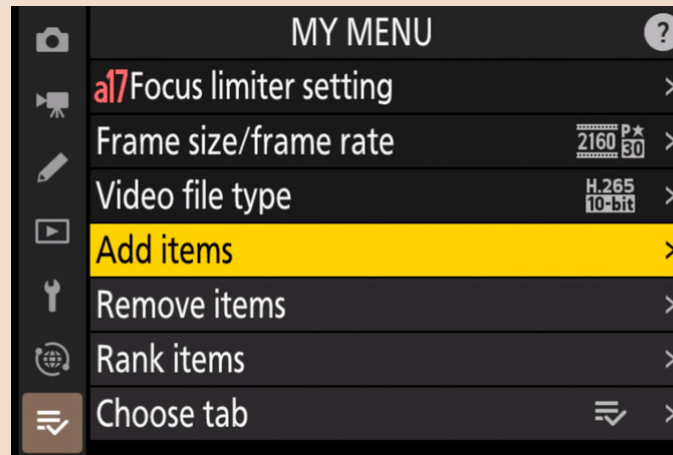 MY MENU
?
a17Focus limiter setting
Frame size/frame rate 2160 P★ 30
Video file type H.265 10-bit
Add items
Remove items
Rank items
Choose tab